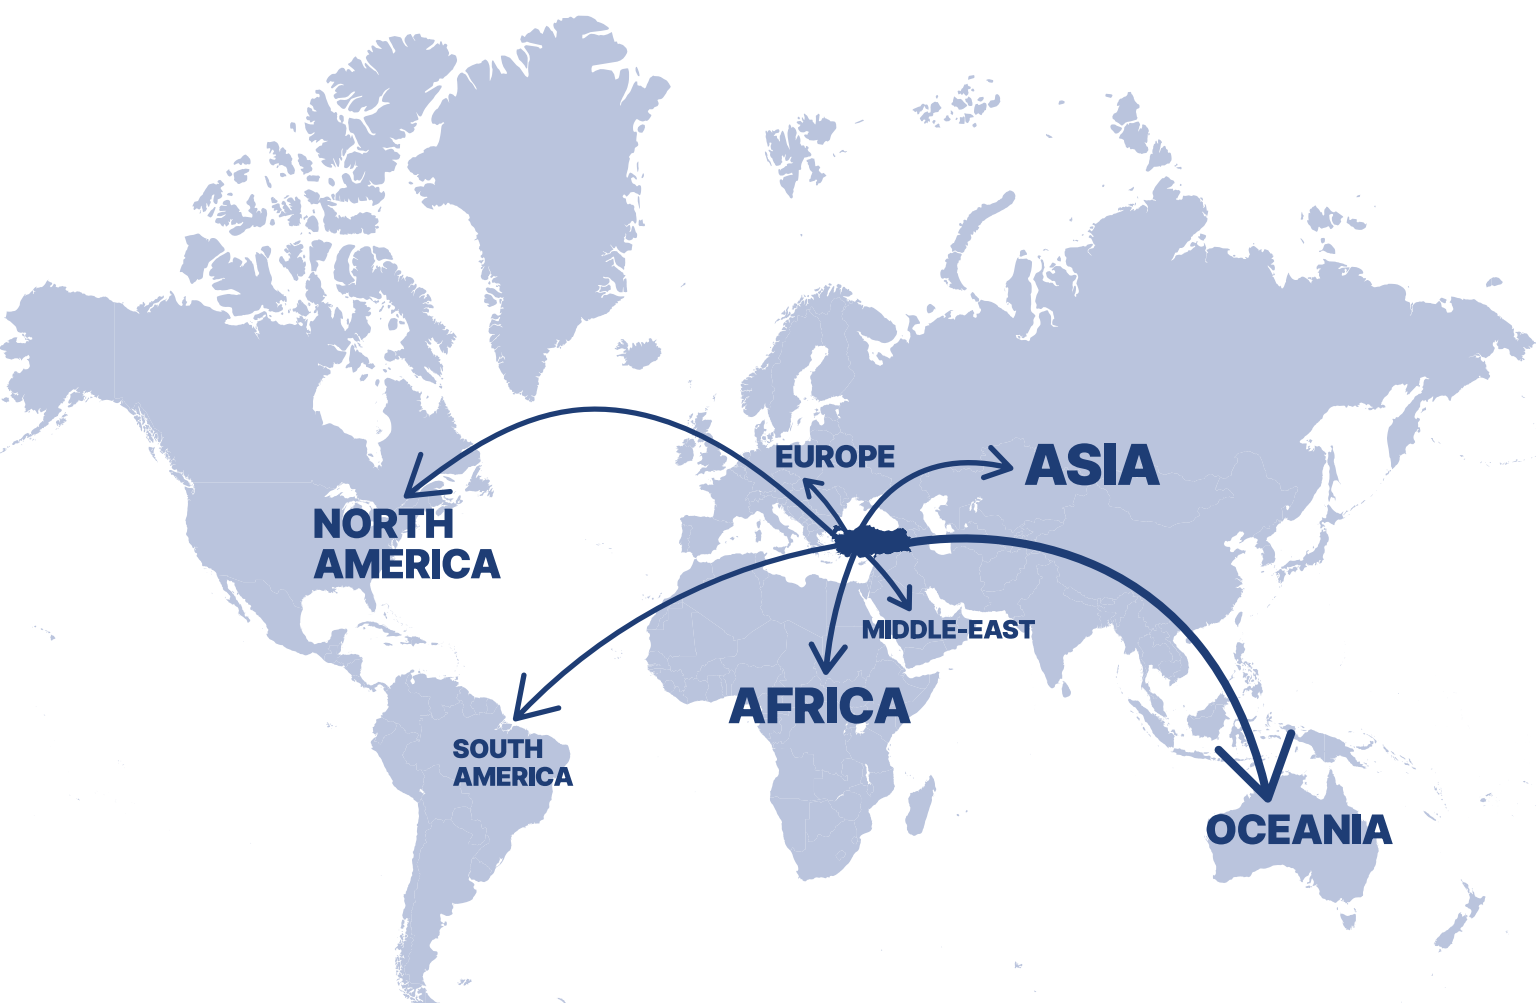 EUROPE
ASIA
NORTH
AMERICA
MIDDLE-EAST
AFRICA
SOUTH
AMERICA
OCEANIA